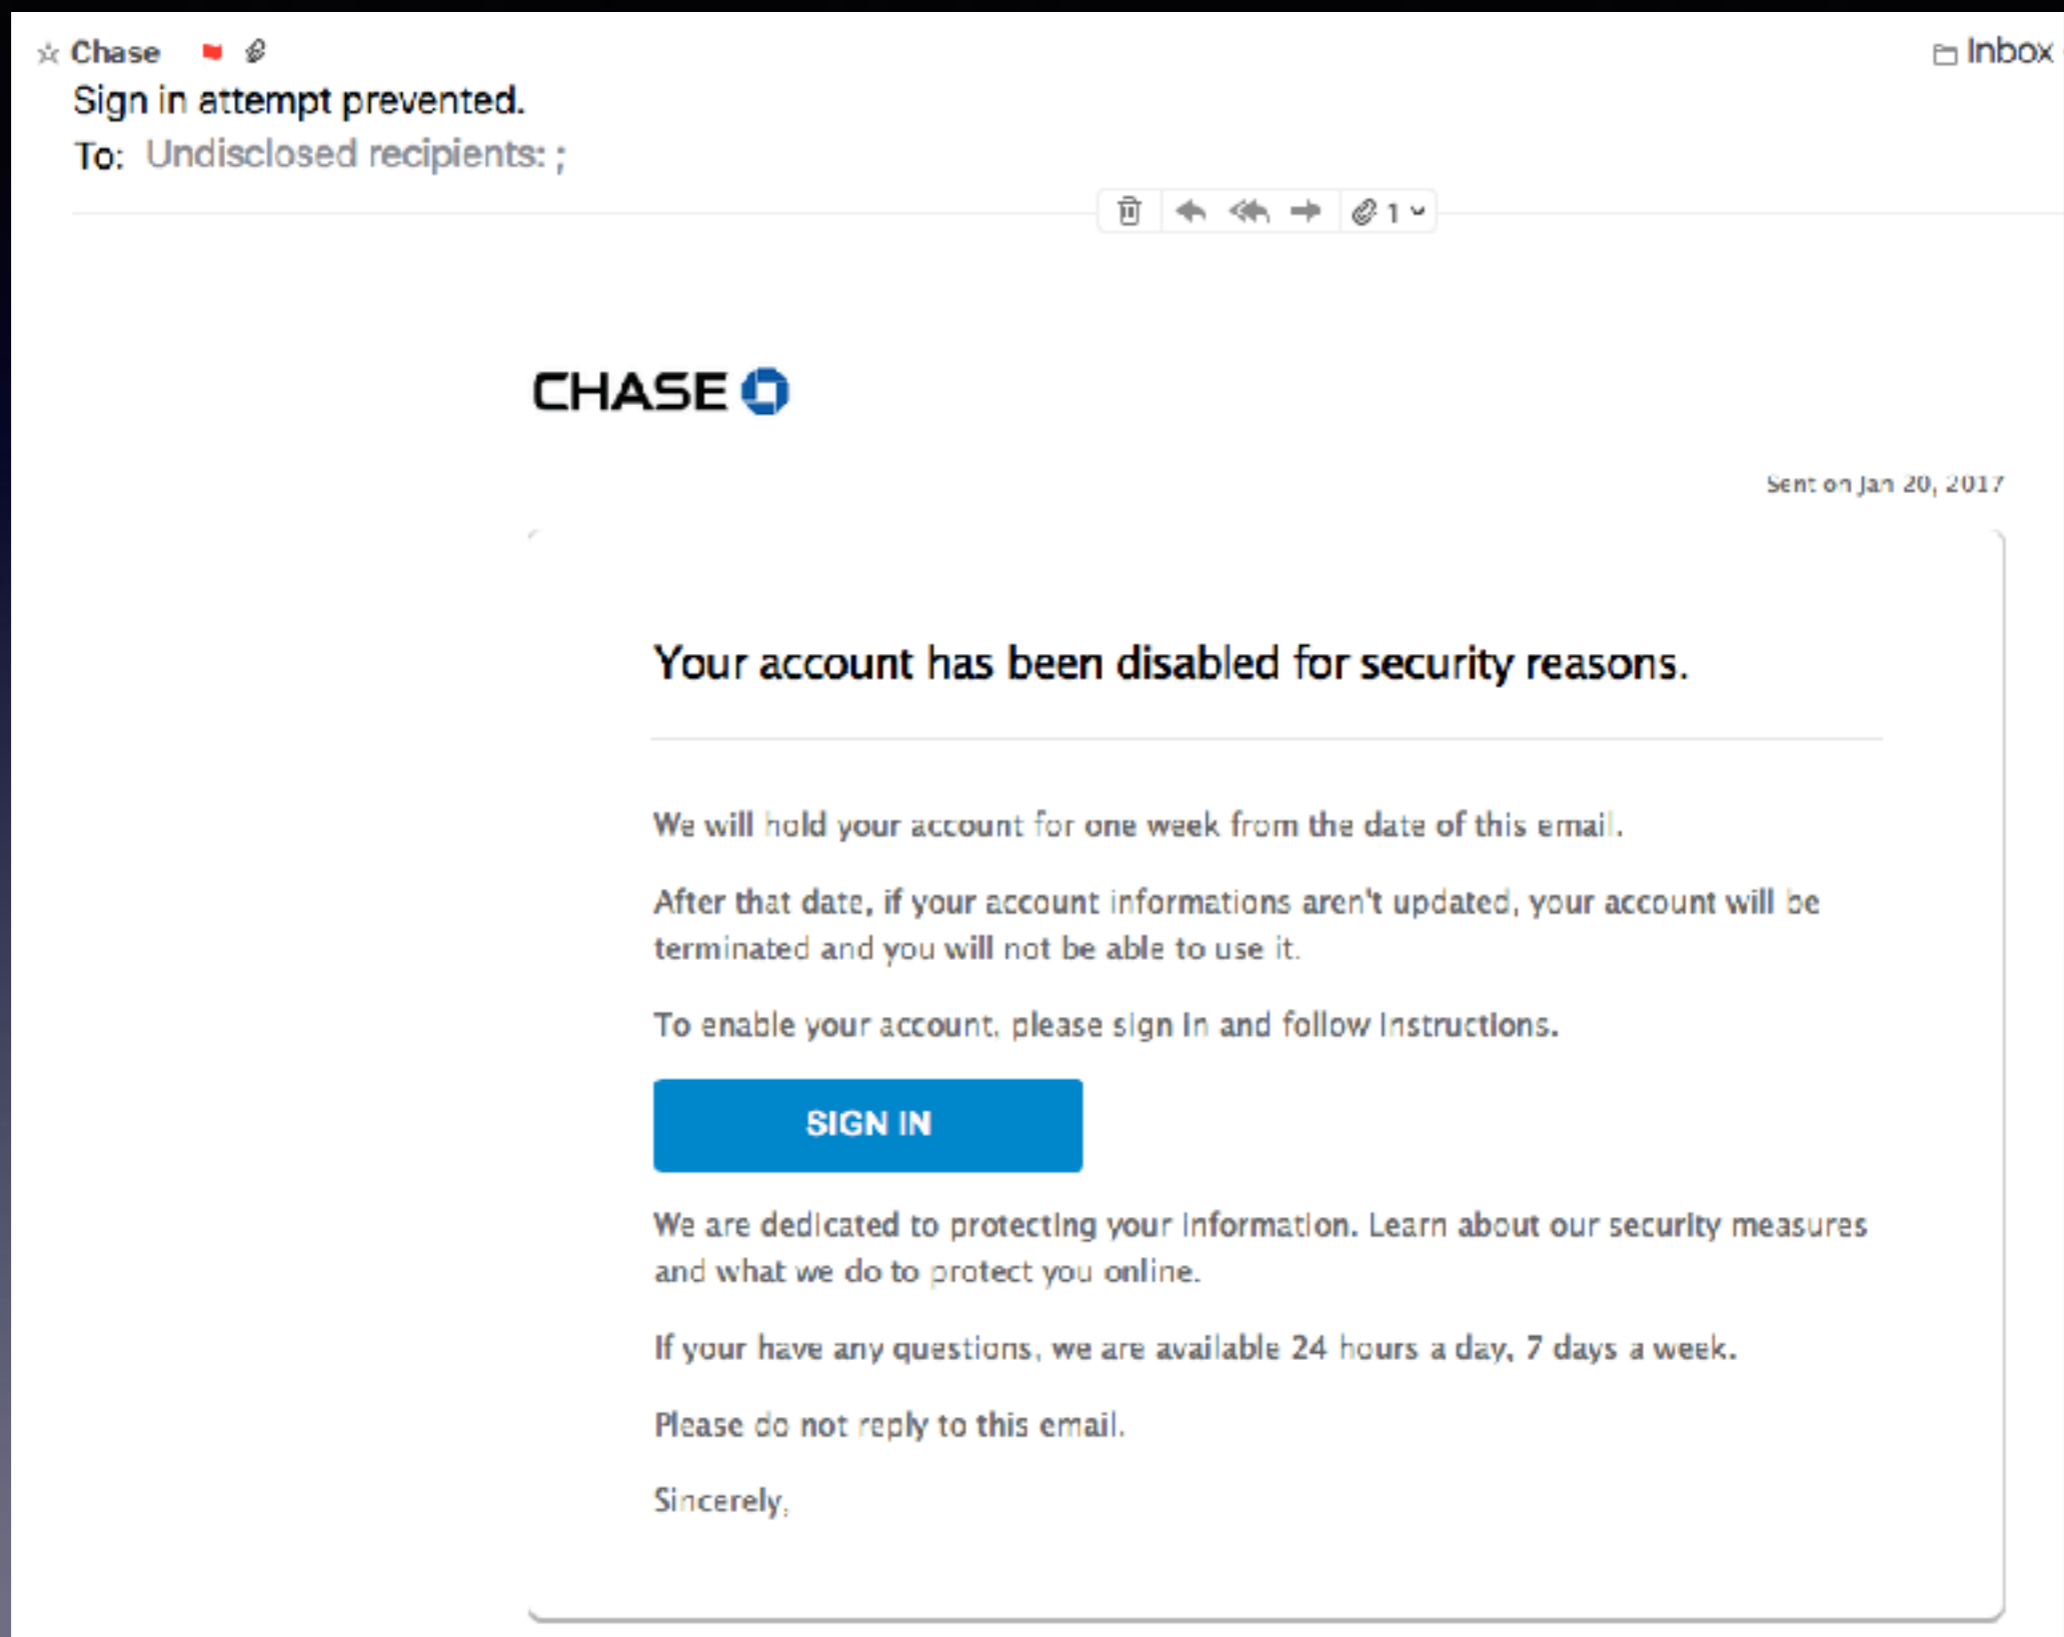 Chase
Inbox
Sign in attempt prevented.
To: Undisclosed recipients: ;
1
CHASE
Sent on Jan 20, 2017
Your account has been disabled for security reasons.
We will hold your account for one week from the date of this email.
After that date, if your account informations aren't updated, your account will be
terminated and you will not be able to use it.
To enable your account, please sign in and follow instructions.
SIGN IN
We are dedicated to protecting your information. Learn about our security measures
and what we do to protect you online.
If your have any questions, we are available 24 hours a day, 7 days a week.
Please do not reply to this email.
Sincerely,